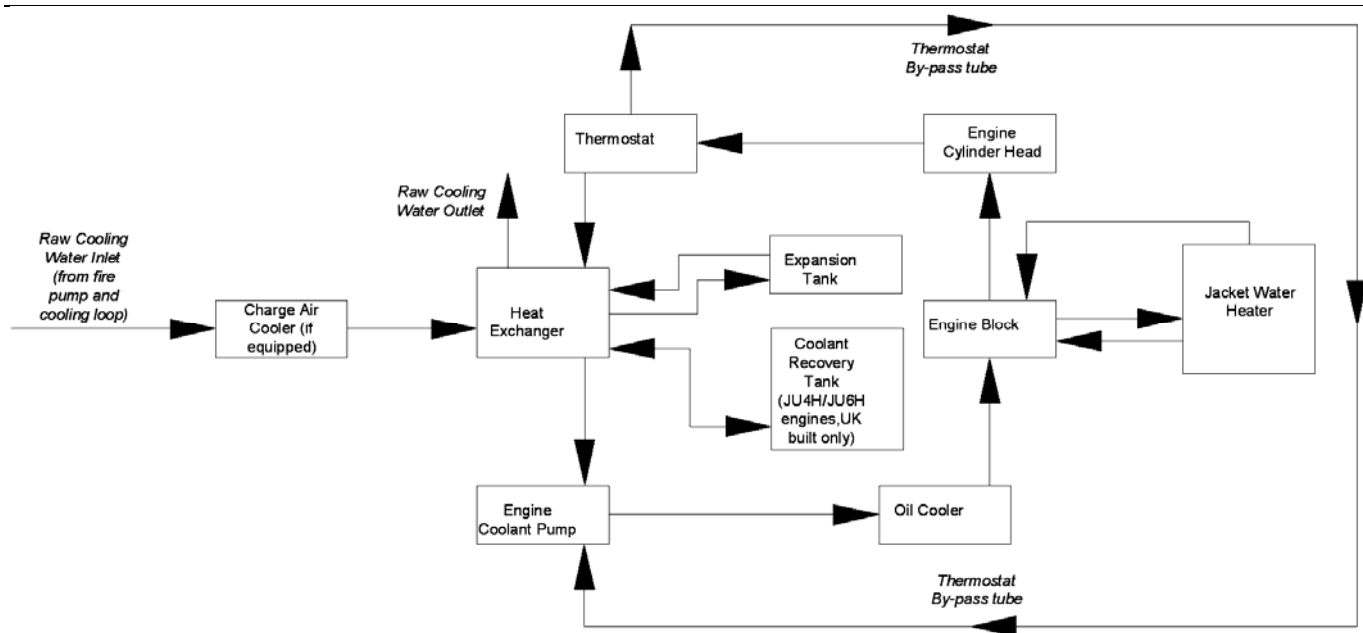 Thermostat
By-pass tube
Thermostat
Engine
Cylinder Head
Raw Cooling
Water Outlet
Raw Cooling
Water Inlet
(from fire
pump and
cooling loop)
Expansion
Tank
Jacket Water
Heater
Charge Air
Cooler (if
equipped)
Heat
Exchanger
Engine Block
Coolant
Recovery
Tank
(JU4H/JU6H
engines,UK
built only)
Engine
Coolant Pump
Oil Cooler
Thermostat
By-pass tube